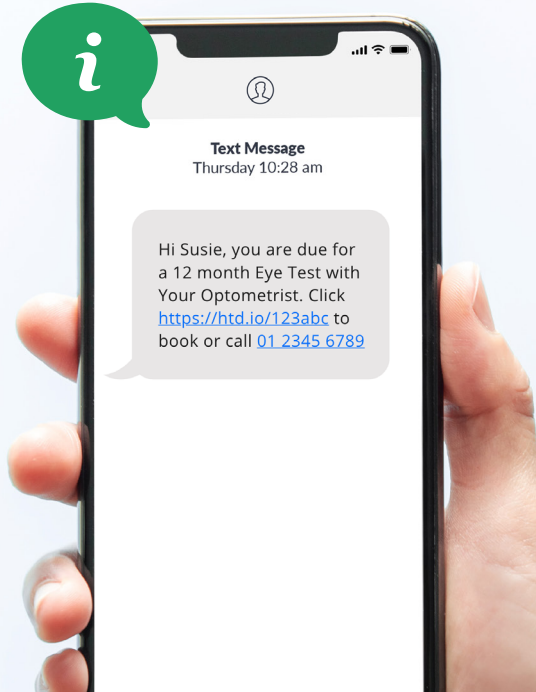 i
Text Message
Thursday 10:28 am
Hi Susie, you are due for
a 12 month Eye Test with
Your Optometrist. Click
https://htd.io/123abc to
book or call 01 2345 6789